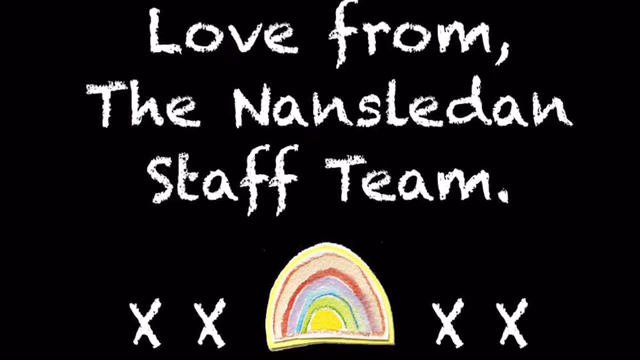 Love from,
The Nansledan
Staff Team.
x x x x